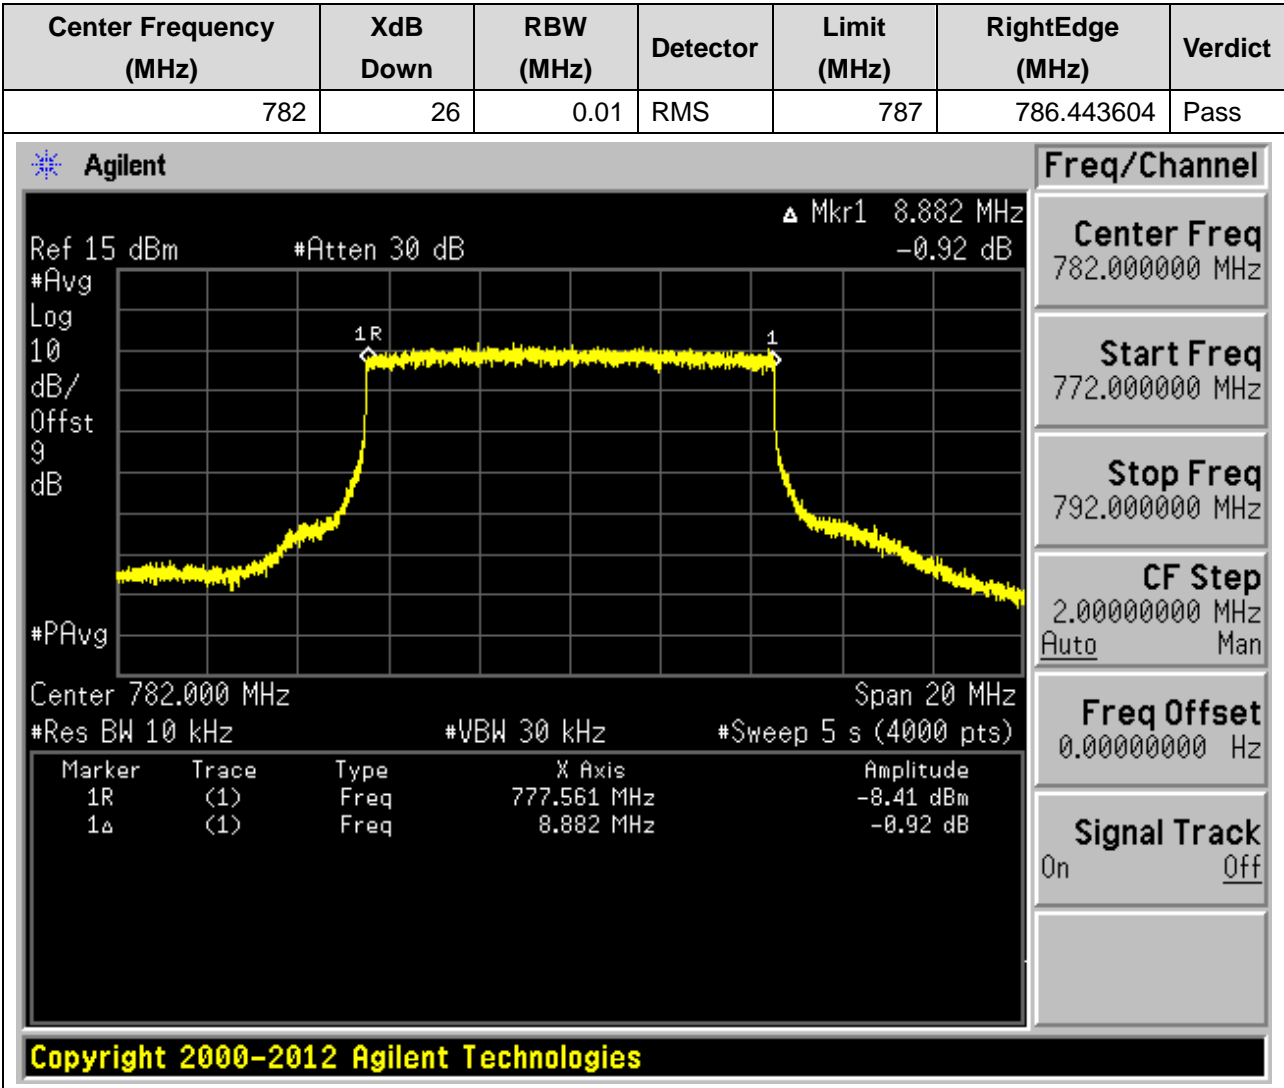 Center Frequency (MHz) XdB Down RBW (MHz) Detector Limit (MHz) RightEdge (MHz) Verdict
782 26 0.01 RMS 787 786.443604 Pass
Agilent
Freq/Channel
Δ Mkr1 8.882 MHz
Ref 15 dBm #Atten 30 dB -0.92 dB
#Avg
Log
10
dB/
Offst
9
dB
#PAvg
1R
1
Center 782.000 MHz Span 20 MHz
#Res BW 10 kHz #VBW 30 kHz #Sweep 5 s (4000 pts)
Marker Trace Type X Axis Amplitude
1R (1) Freq 777.561 MHz -8.41 dBm
1Δ (1) Freq 8.882 MHz -0.92 dB
Center Freq
782.000000 MHz
Start Freq
772.000000 MHz
Stop Freq
792.000000 MHz
CF Step
2.00000000 MHz
Auto Man
Freq Offset
0.00000000 Hz
Signal Track
On Off
Copyright 2000-2012 Agilent Technologies